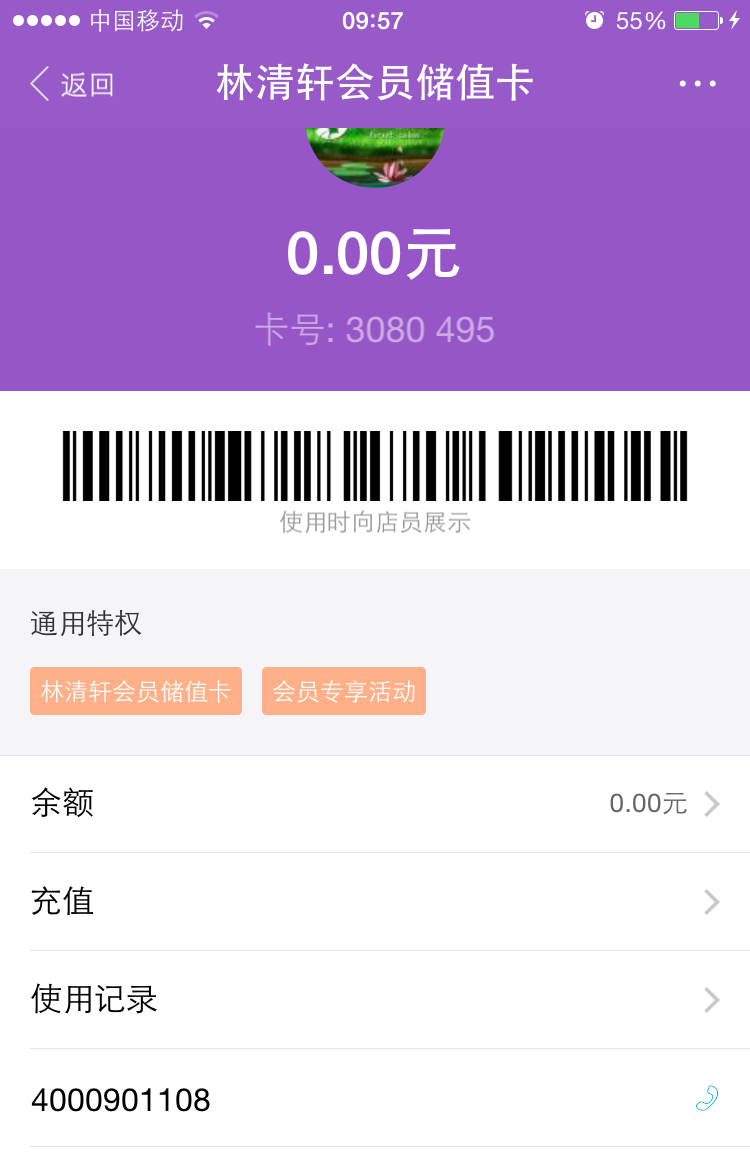 中国移动 09:57 55%
返回 林清轩会员储值卡
0.00元
卡号: 3080 495
使用时向店员展示
通用特权
林清轩会员储值卡 会员专享活动
余额 0.00元
充值
使用记录
4000901108